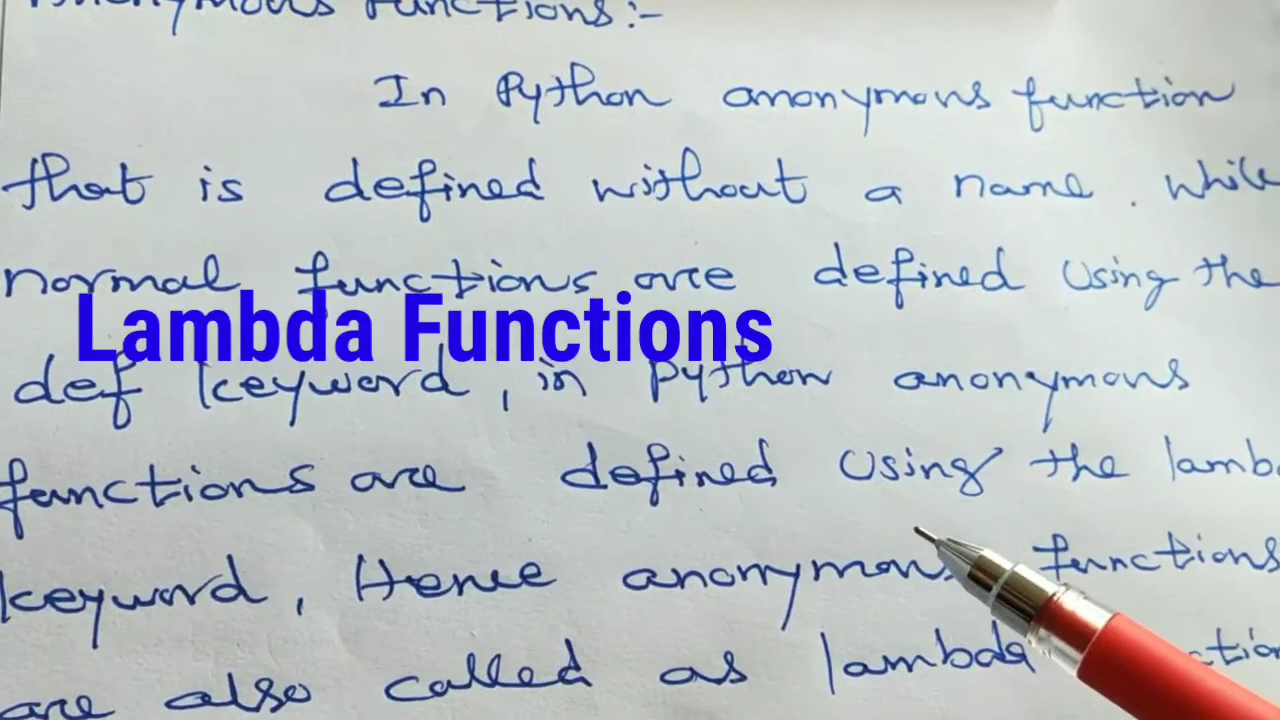 Anonymous Functions:-
In Python anonymous function
that is defined without a name. while
normal functions are defined using the
Lambda Functions
def keyword, in python anonymous
functions are defined using the lamb
keyword, Hence anonymous functions
are also called as lambda ction